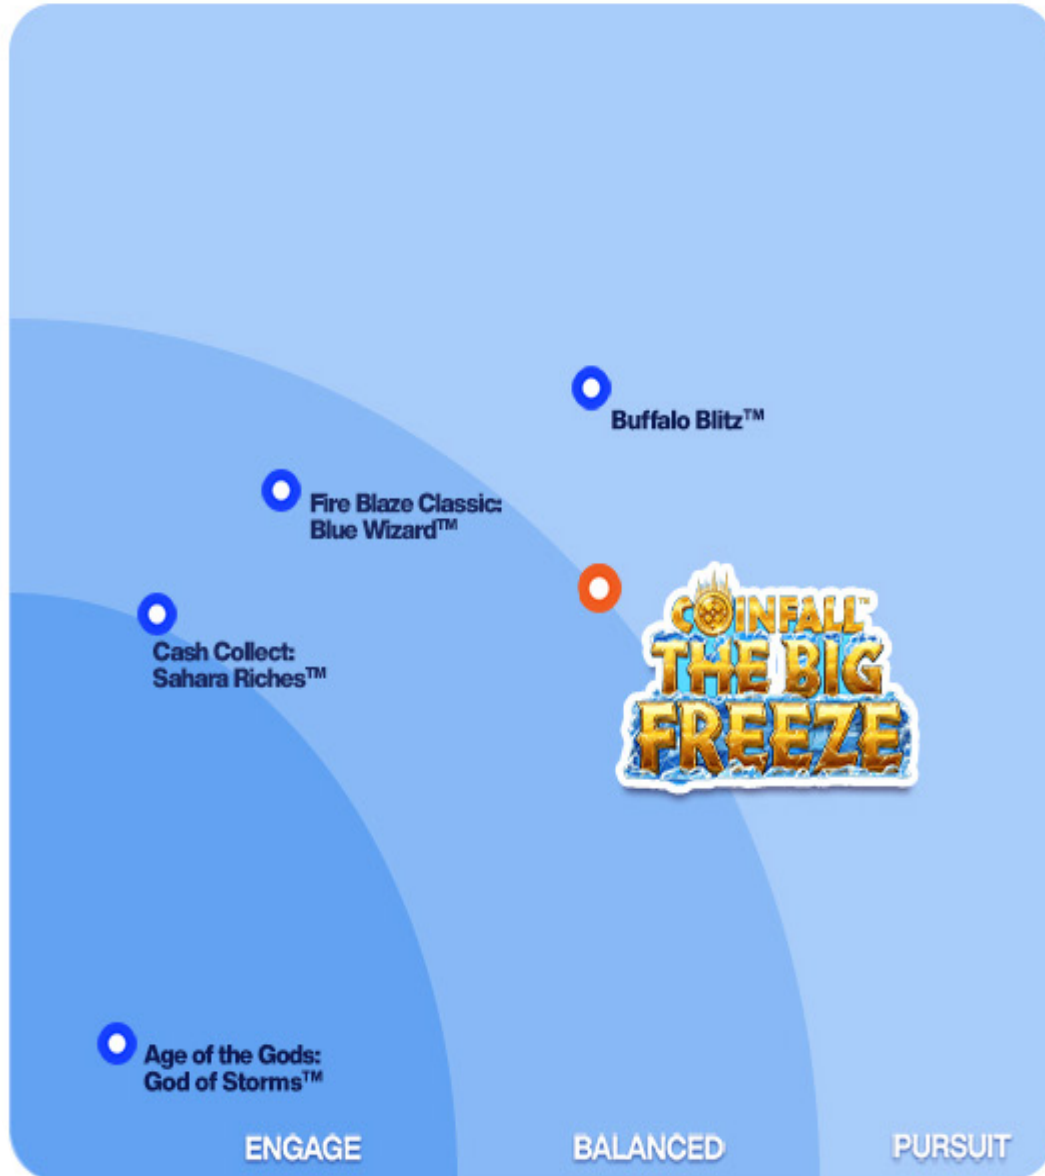 Buffalo Blitz™
Fire Blaze Classic:
Blue Wizard™
COINFALL™
THE BIG
FREEZE
Cash Collect:
Sahara Riches™
Age of the Gods:
God of Storms™
ENGAGE
BALANCED
PURSUIT